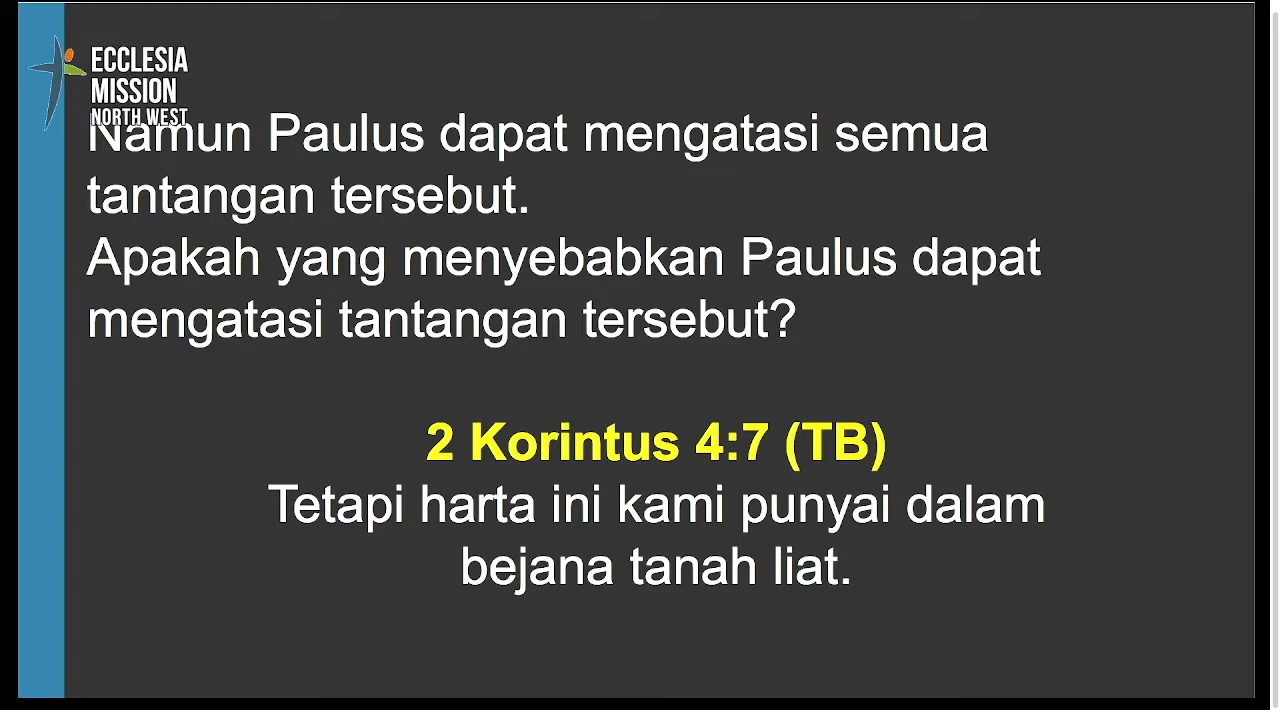 ECCLESIA
MISSION
NORTH WEST
Namun Paulus dapat mengatasi semua
tantangan tersebut.
Apakah yang menyebabkan Paulus dapat
mengatasi tantangan tersebut?
2 Korintus 4:7 (TB)
Tetapi harta ini kami punyai dalam
bejana tanah liat.